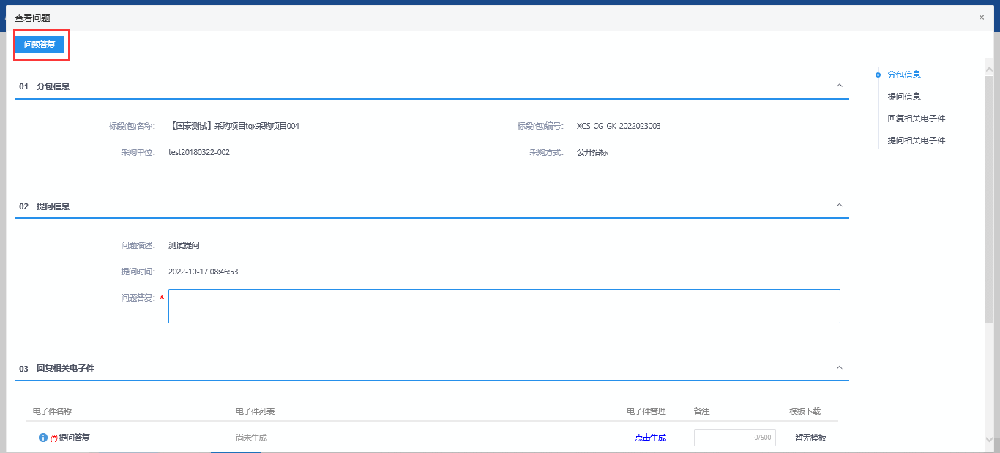 查看问题
×
问题答复
01 分包信息
标段(包)名称: 【国泰测试】采购项目tqx采购项目004 标段(包)编号: XCS-CG-GK-2022023003
采购单位: test20180322-002 采购方式: 公开招标
02 提问信息
问题描述: 测试提问
提问时间: 2022-10-17 08:46:53
问题答复: *
03 回复相关电子件
电子件名称 电子件列表 电子件管理 备注 模板下载
(*)提问答复 尚未生成 点击生成 0/500 暂无模板
分包信息
提问信息
回复相关电子件
提问相关电子件